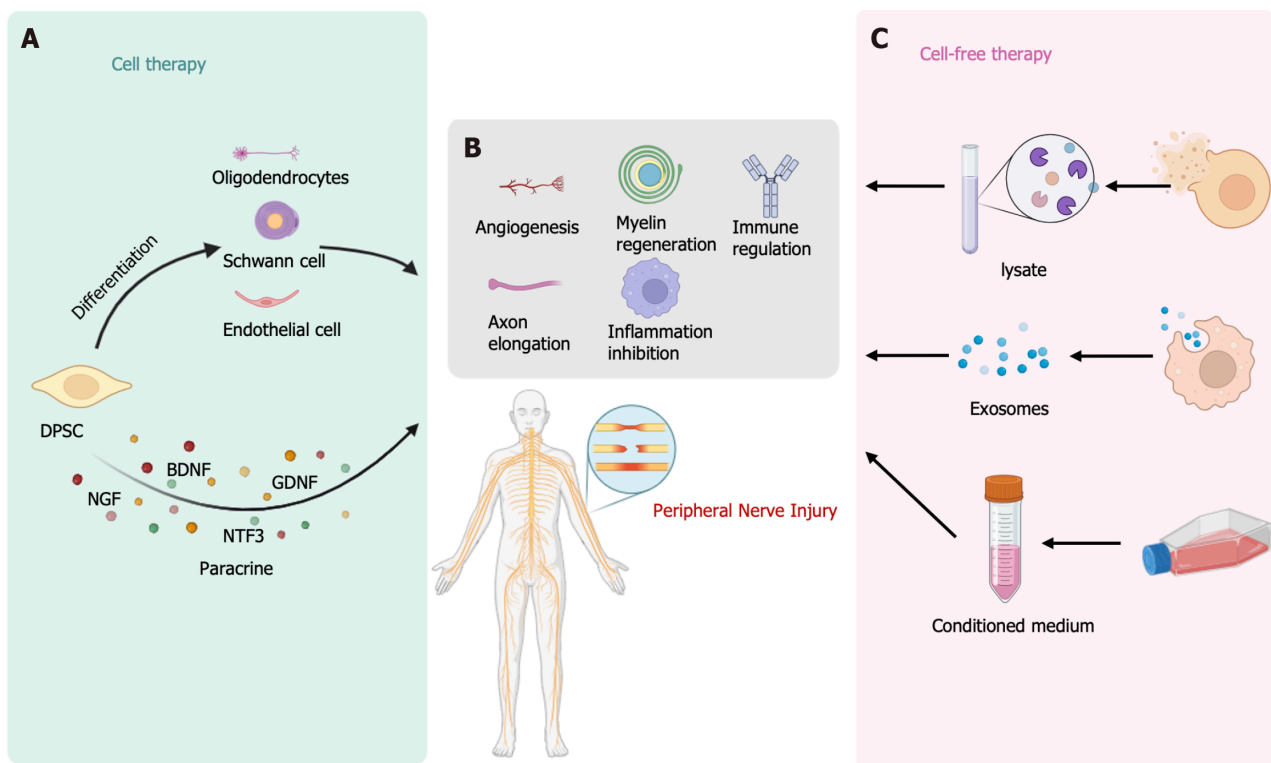 A
Cell therapy
Oligodendrocytes
Schwann cell
Differentiation
Endothelial cell
DPSC
BDNF
GDNF
NGF
NTF3
Paracrine
B
Angiogenesis
Myelin
regeneration
Immune
regulation
Axon
elongation
Inflammation
inhibition
Peripheral Nerve Injury
C
Cell-free therapy
lysate
Exosomes
Conditioned medium